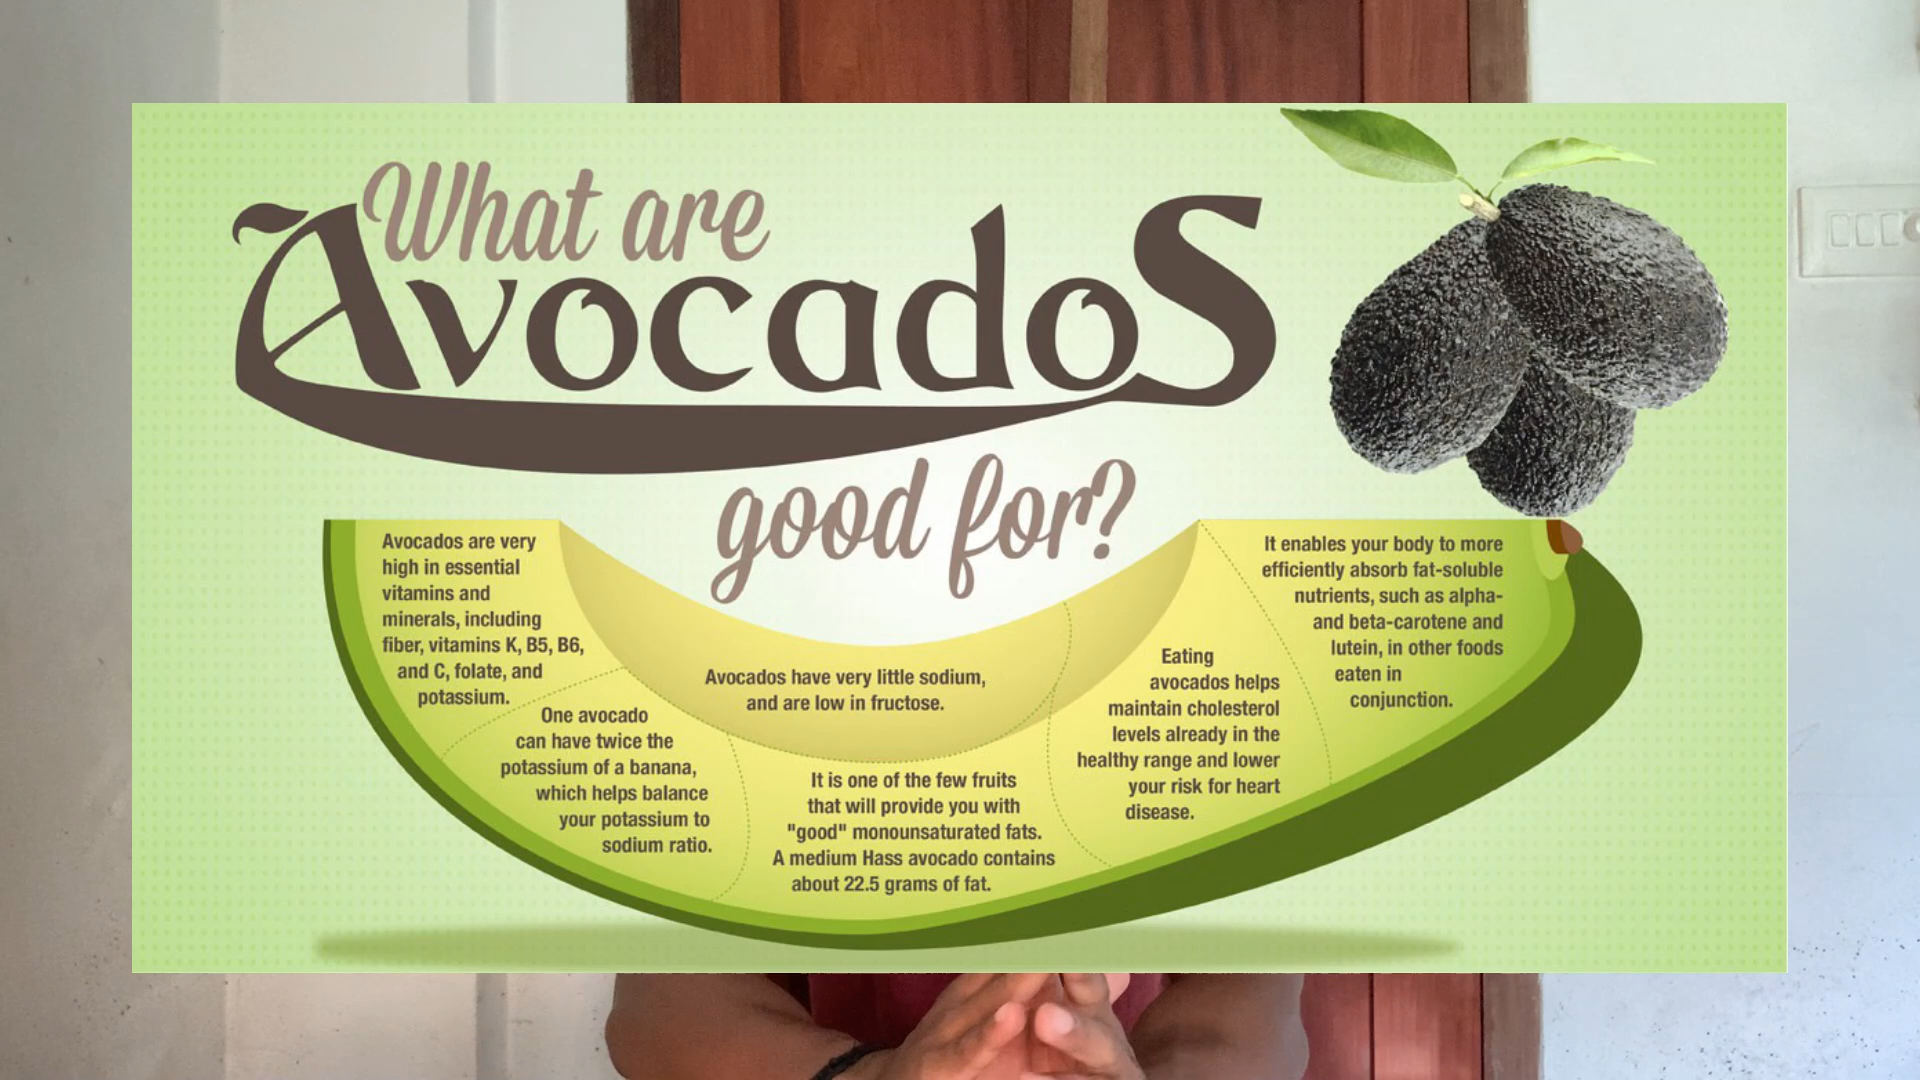 What are
Avocados
good for?
Avocados are very
high in essential
vitamins and
minerals, including
fiber, vitamins K, B5, B6,
and C, folate, and
potassium.
One avocado
can have twice the
potassium of a banana,
which helps balance
your potassium to
sodium ratio.
Avocados have very little sodium,
and are low in fructose.
It is one of the few fruits
that will provide you with
"good" monounsaturated fats.
A medium Hass avocado contains
about 22.5 grams of fat.
Eating
avocados helps
maintain cholesterol
levels already in the
healthy range and lower
your risk for heart
disease.
It enables your body to more
efficiently absorb fat-soluble
nutrients, such as alpha-
and beta-carotene and
lutein, in other foods
eaten in
conjunction.